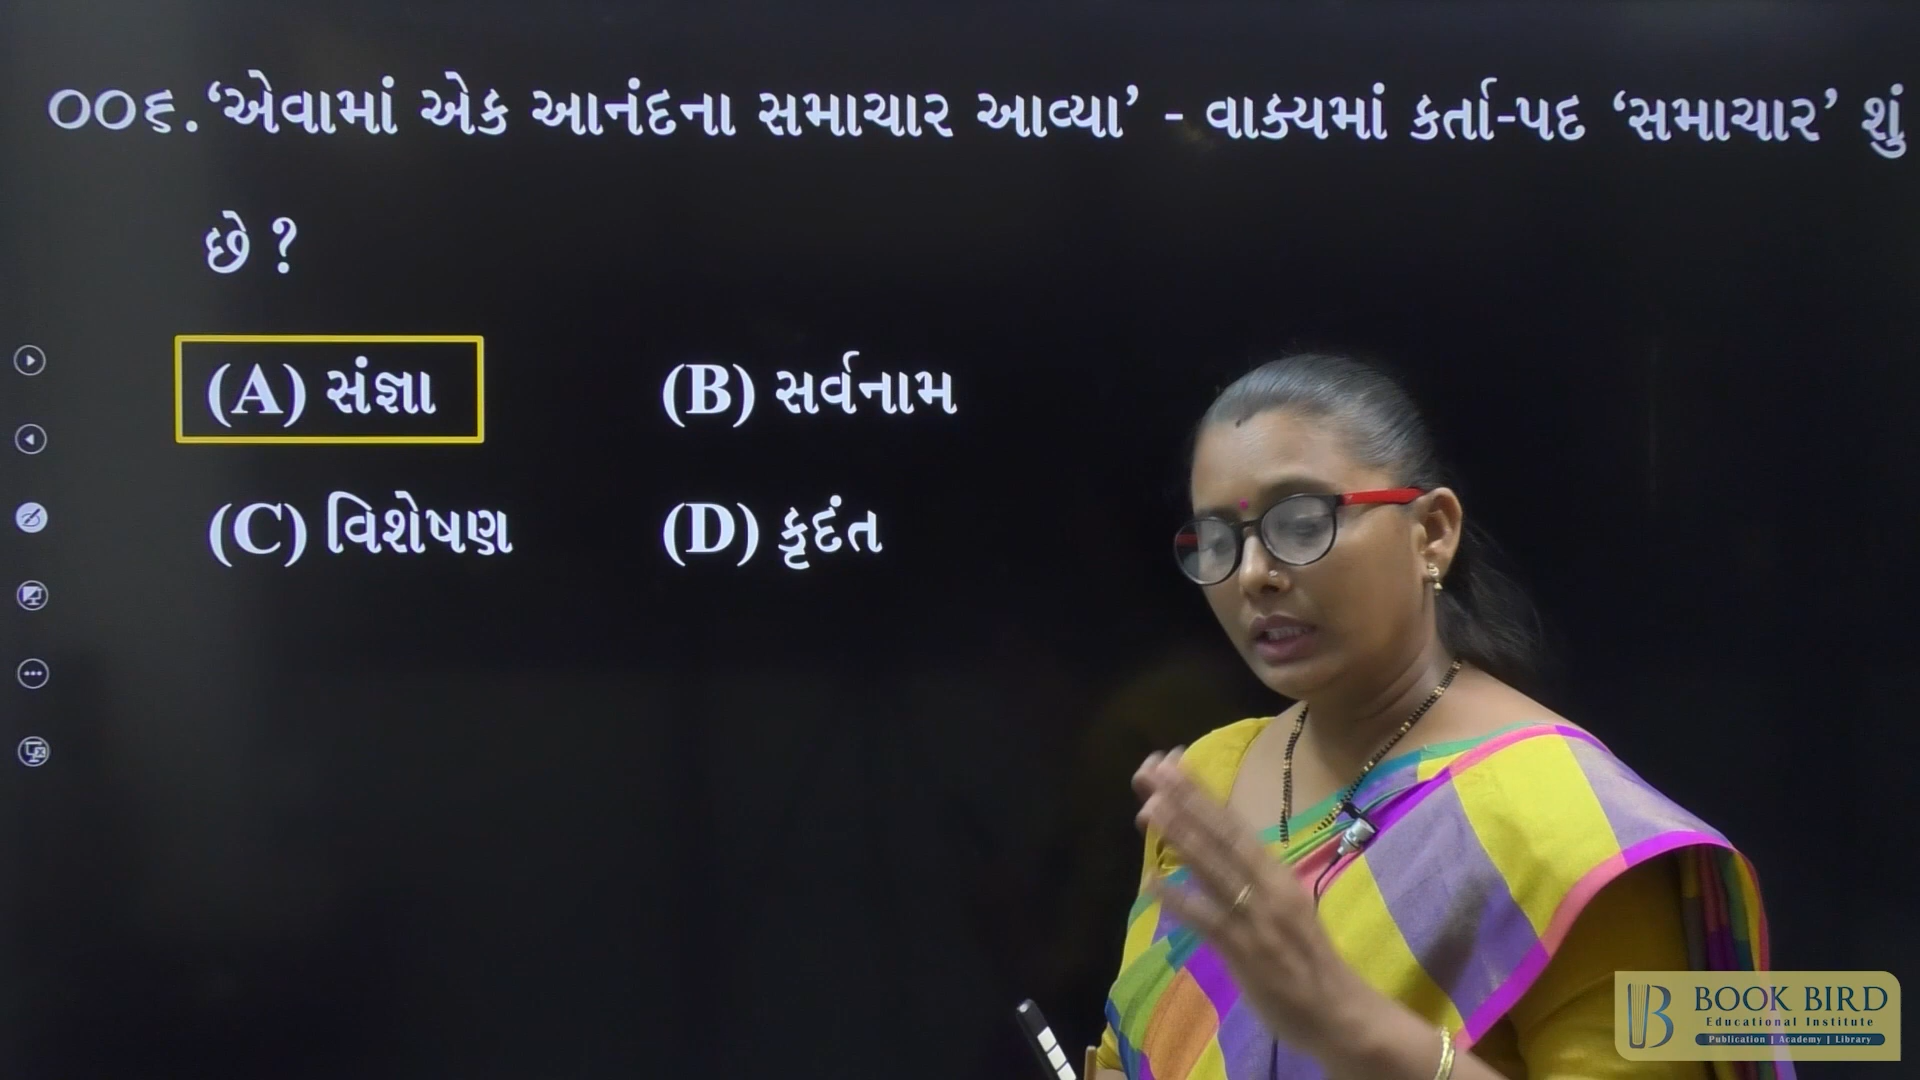 ૦૦૬. ‘એવામાં એક આનંદના સમાચાર આવ્યા’ - વાક્યમાં કર્તા-પદ ‘સમાચાર’ શું
છે ?
(A) સંજ્ઞા (B) સર્વનામ
(C) વિશેષણ (D) કૃદંત
BOOK BIRD
Educational Institute
Publication | Academy | Library